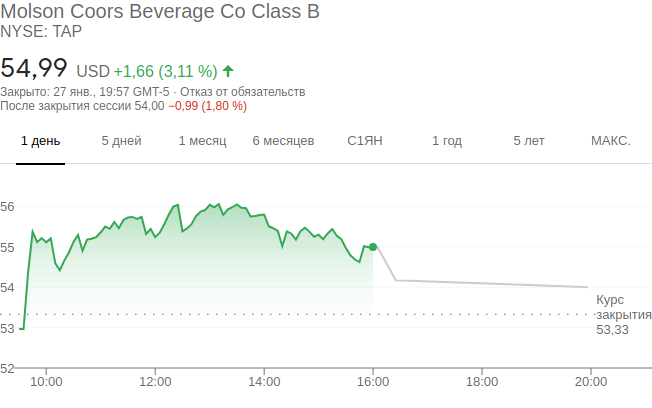 Molson Coors Beverage Co Class B
NYSE: TAP
54,99 USD +1,66 (3,11 %)
Закрыто: 27 янв., 19:57 GMT-5 · Отказ от обязательств
После закрытия сессии 54,00 −0,99 (1,80 %)
1 день 5 дней 1 месяц 6 месяцев С1ЯН 1 год 5 лет МАКС.
56
55
54
Курс
закрытия
53,33
53
52
10:00 12:00 14:00 16:00 18:00 20:00